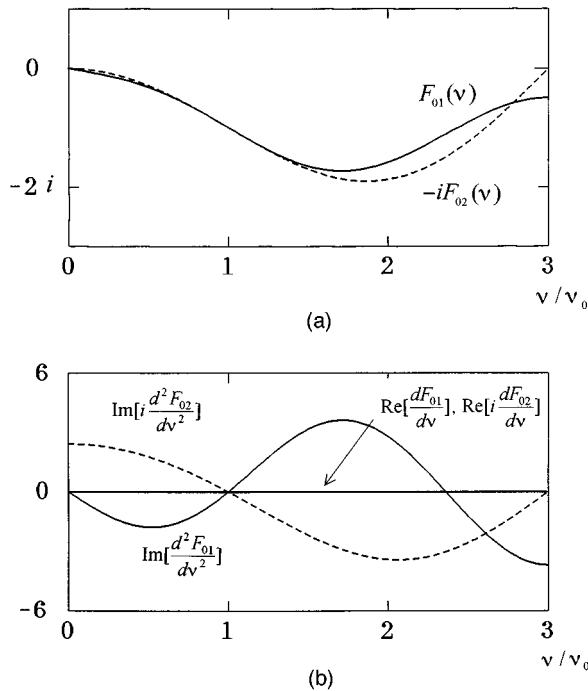 0
F₀₁(ν)
-2 i
-iF₀₂(ν)
0 1 2 3
ν/ν₀
(a)
6
Im[i d²F₀₂/dν²]
Re[dF₀₁/dν], Re[i dF₀₂/dν]
0
Im[d²F₀₁/dν²]
-6
0 1 2 3
ν/ν₀
(b)